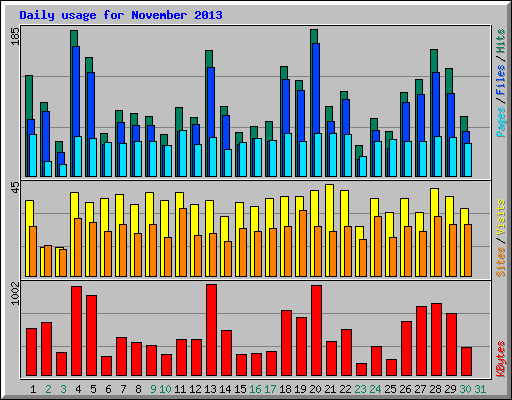 Daily usage for November 2013
185
Pages / Files / Hits
45
Sites / Visits
1002
KBytes
1 2 3 4 5 6 7 8 9 10 11 12 13 14 15 16 17 18 19 20 21 22 23 24 25 26 27 28 29 30 31